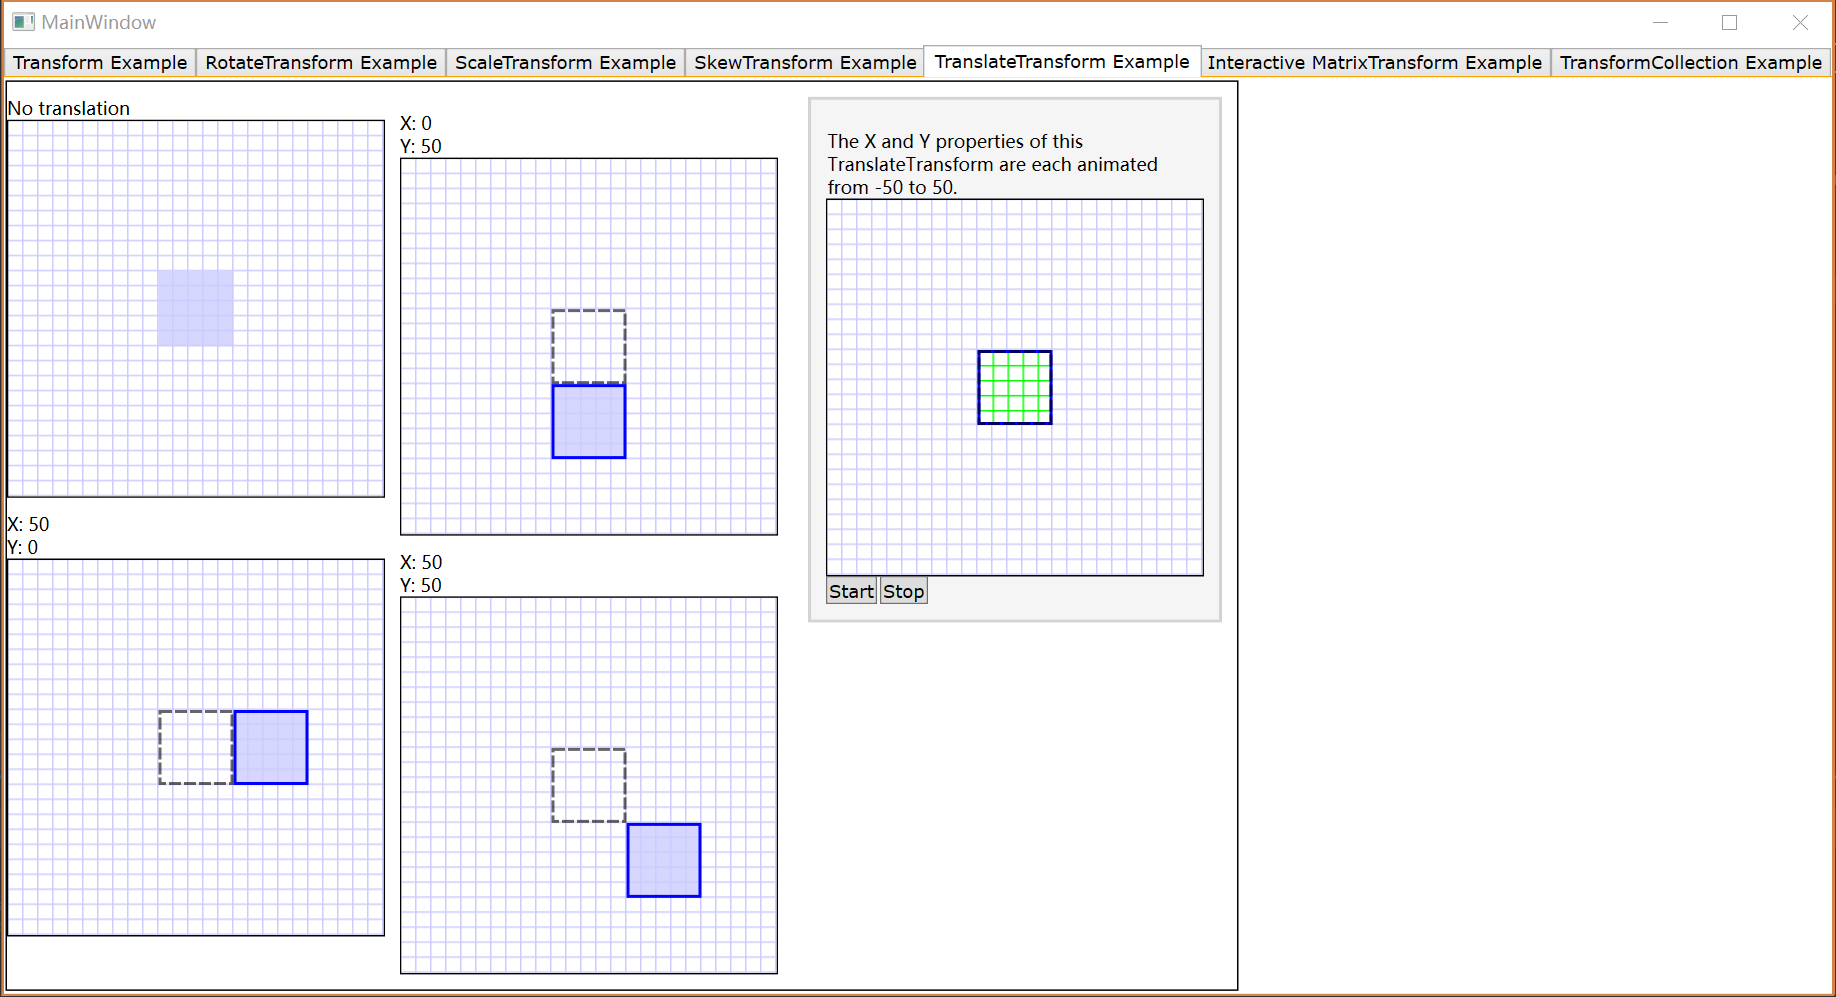 MainWindow
Transform Example
RotateTransform Example
ScaleTransform Example
SkewTransform Example
TranslateTransform Example
Interactive MatrixTransform Example
TransformCollection Example
No translation
X: 0
Y: 50
X: 50
Y: 0
X: 50
Y: 50
The X and Y properties of this
TranslateTransform are each animated
from -50 to 50.
Start
Stop